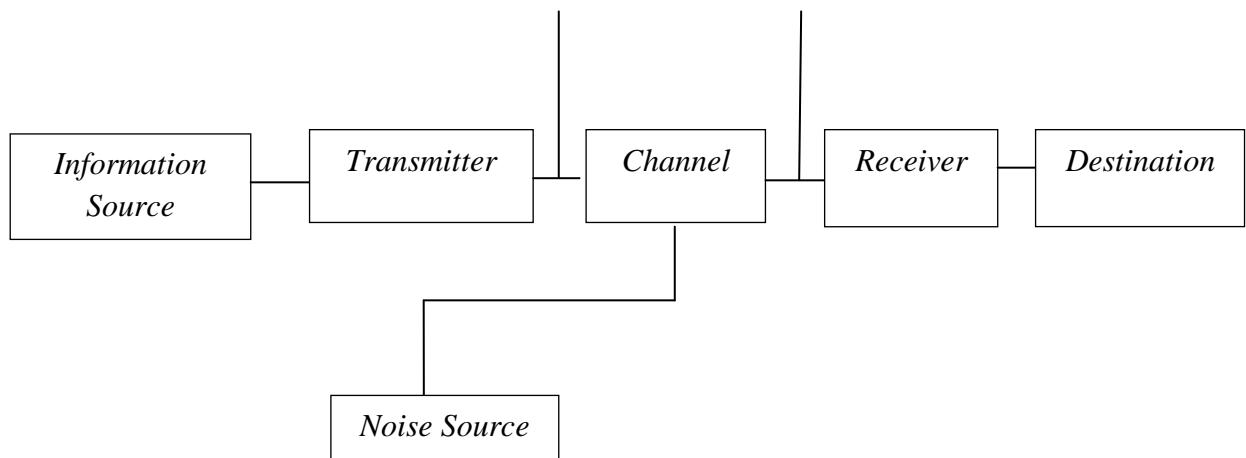 Information
Source
Transmitter
Channel
Receiver
Destination
Noise Source